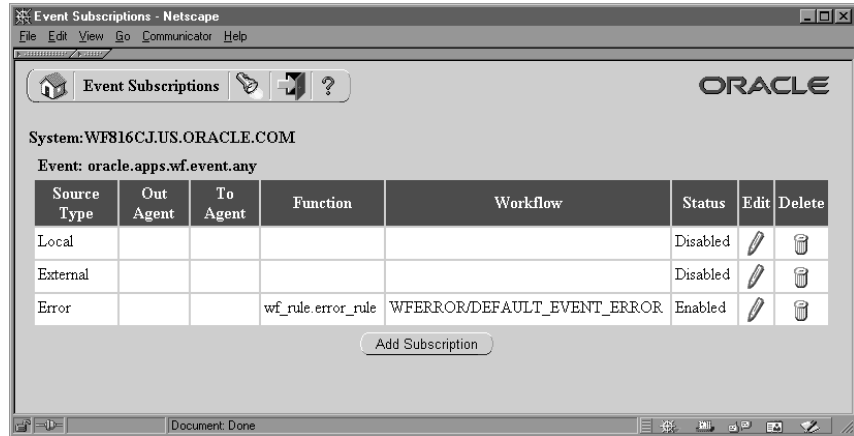 Event Subscriptions - Netscape
File Edit View Go Communicator Help
Event Subscriptions ?
ORACLE
System:WF816CJ.US.ORACLE.COM
Event: oracle.apps.wf.event.any
Source Type Out Agent To Agent Function Workflow Status Edit Delete
Local Disabled
External Disabled
Error wf_rule.error_rule WFERROR/DEFAULT_EVENT_ERROR Enabled
Add Subscription
Document: Done